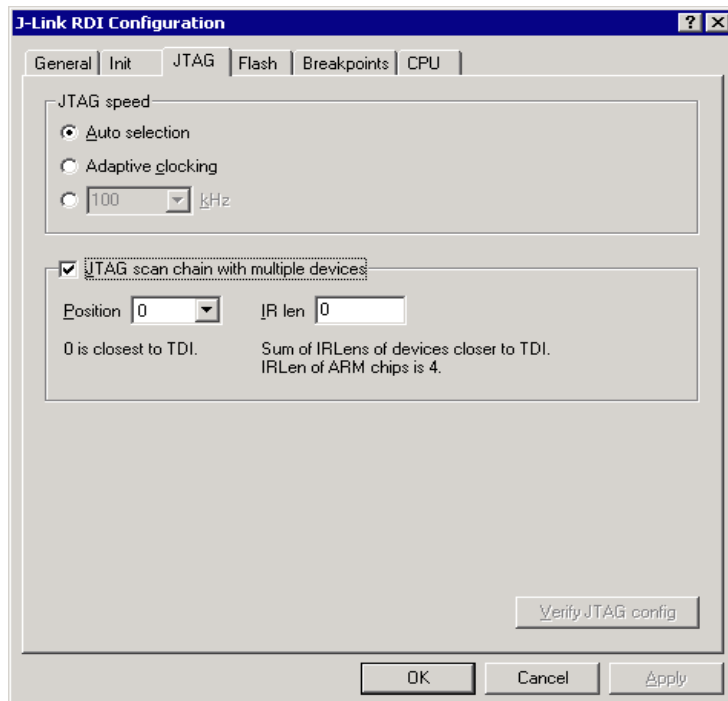 J-Link RDI Configuration
General Init JTAG Flash Breakpoints CPU
JTAG speed
Auto selection
Adaptive clocking
100 kHz
JTAG scan chain with multiple devices
Position 0 IR len 0
0 is closest to TDI. Sum of IRLens of devices closer to TDI.
IRLen of ARM chips is 4.
Verify JTAG config
OK Cancel Apply